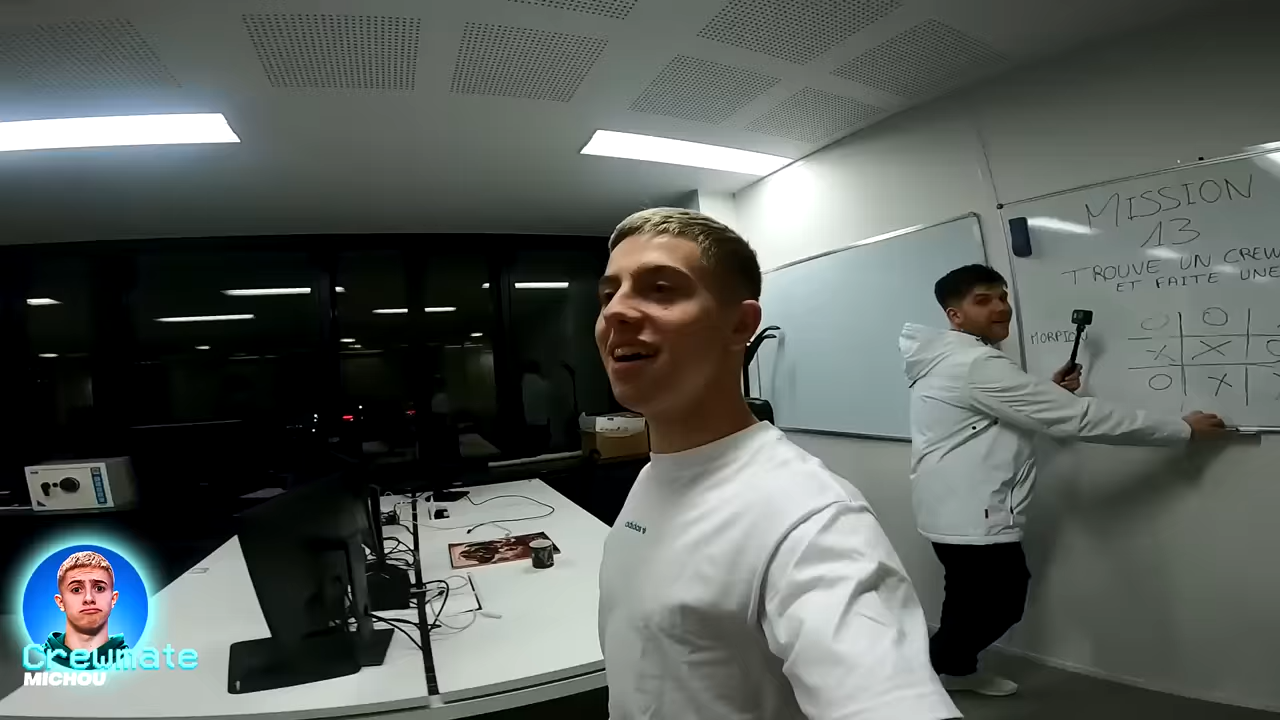 MISSION
13
TROUVE UN CREW
ET FAITE UNE
MORPION
O O
X X O
O X
adidas
Crewmate
MICHOU